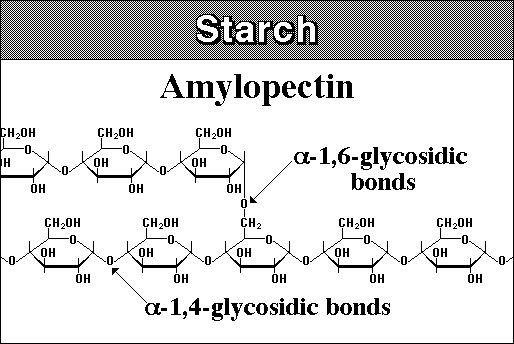 Starch
Amylopectin
CH₂OH CH₂OH CH₂OH
O O O
OH OH OH
O O
OH OH OH
α-1,6-glycosidic
bonds
O
CH₂OH CH₂OH CH₂ CH₂OH CH₂OH
O O O O O
OH OH OH OH OH
O O O O O O
OH OH OH OH OH
α-1,4-glycosidic bonds